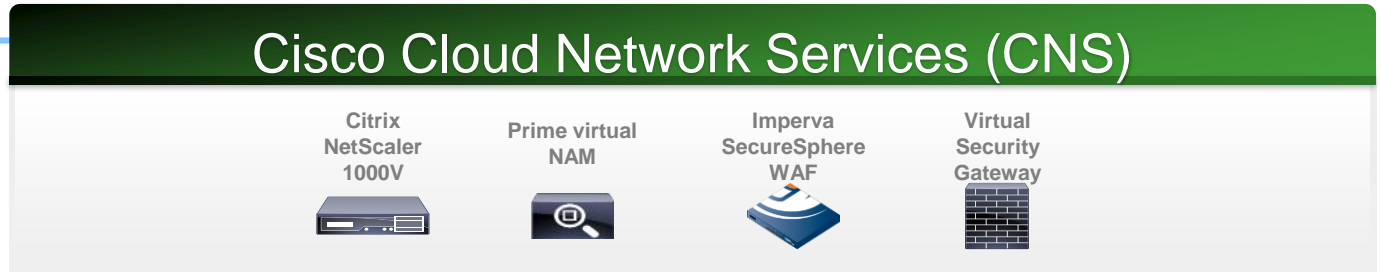 Cisco Cloud Network Services (CNS)
Citrix
NetScaler
1000V
Prime virtual
NAM
Imperva
SecureSphere
WAF
Virtual
Security
Gateway